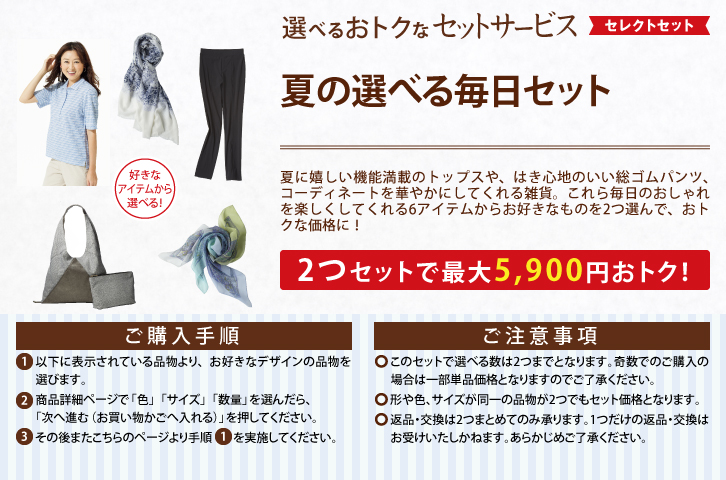 選べるおトクなセットサービス セレクトセット
夏の選べる毎日セット
好きな
アイテムから
選べる!
夏に嬉しい機能満載のトップスや、はき心地のいい総ゴムパンツ、
コーディネートを華やかにしてくれる雑貨。これら毎日のおしゃれ
を楽しくしてくれる6アイテムからお好きなものを2つ選んで、おト
クな価格に!
2つセットで最大5,900円おトク!
ご購入手順
1 以下に表示されている品物より、お好きなデザインの品物を
選びます。
2 商品詳細ページで「色」「サイズ」「数量」を選んだら、
「次へ進む(お買い物かごへ入れる)」を押してください。
3 その後またこちらのページより手順 1 を実施してください。
ご注意事項
このセットで選べる数は2つまでとなります。奇数でのご購入の
場合は一部単品価格となりますのでご了承ください。
形や色、サイズが同一の品物が2つでもセット価格となります。
返品・交換は2つまとめてのみ承ります。1つだけの返品・交換は
お受けいたしかねます。あらかじめご了承ください。